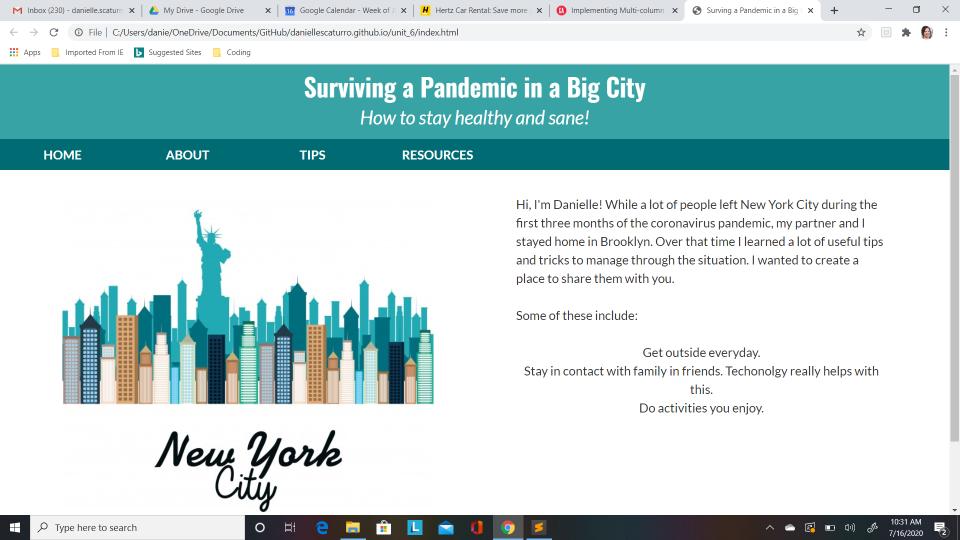 Inbox (230) - danielle.scatur
My Drive - Google Drive
Google Calendar - Week of
Hertz Car Rental: Save more
Implementing Multi-column
Surving a Pandemic in a Big
File | C:/Users/danie/OneDrive/Documents/GitHub/daniellescaturro.github.io/unit_6/index.html
Apps Imported From IE Suggested Sites Coding
Surviving a Pandemic in a Big City
How to stay healthy and sane!
HOME ABOUT TIPS RESOURCES
Hi, I'm Danielle! While a lot of people left New York City during the
first three months of the coronavirus pandemic, my partner and I
stayed home in Brooklyn. Over that time I learned a lot of useful tips
and tricks to manage through the situation. I wanted to create a
place to share them with you.
Some of these include:
Get outside everyday.
Stay in contact with family in friends. Techonolgy really helps with
this.
Do activities you enjoy.
New York
City
Type here to search
10:31 AM
7/16/2020
2